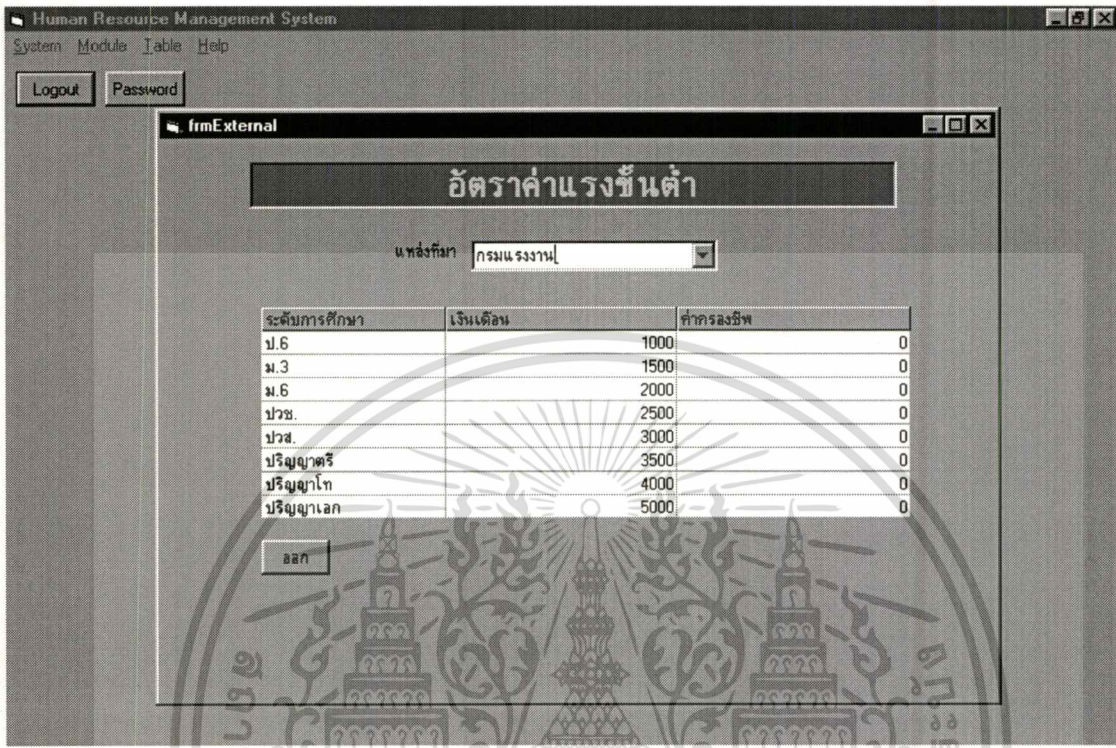 Human Resource Management System
System Module Table Help
Logout Password
frmExternal
อัตราค่าแรงขั้นต่ำ
แหล่งที่มา กรมแรงงาน
ระดับการศึกษา เงินเดือน ค่าครองชีพ
ป.6 1000 0
ม.3 1500 0
ม.6 2000 0
ปวช. 2500 0
ปวส. 3000 0
ปริญญาตรี 3500 0
ปริญญาโท 4000 0
ปริญญาเอก 5000 0
ออก